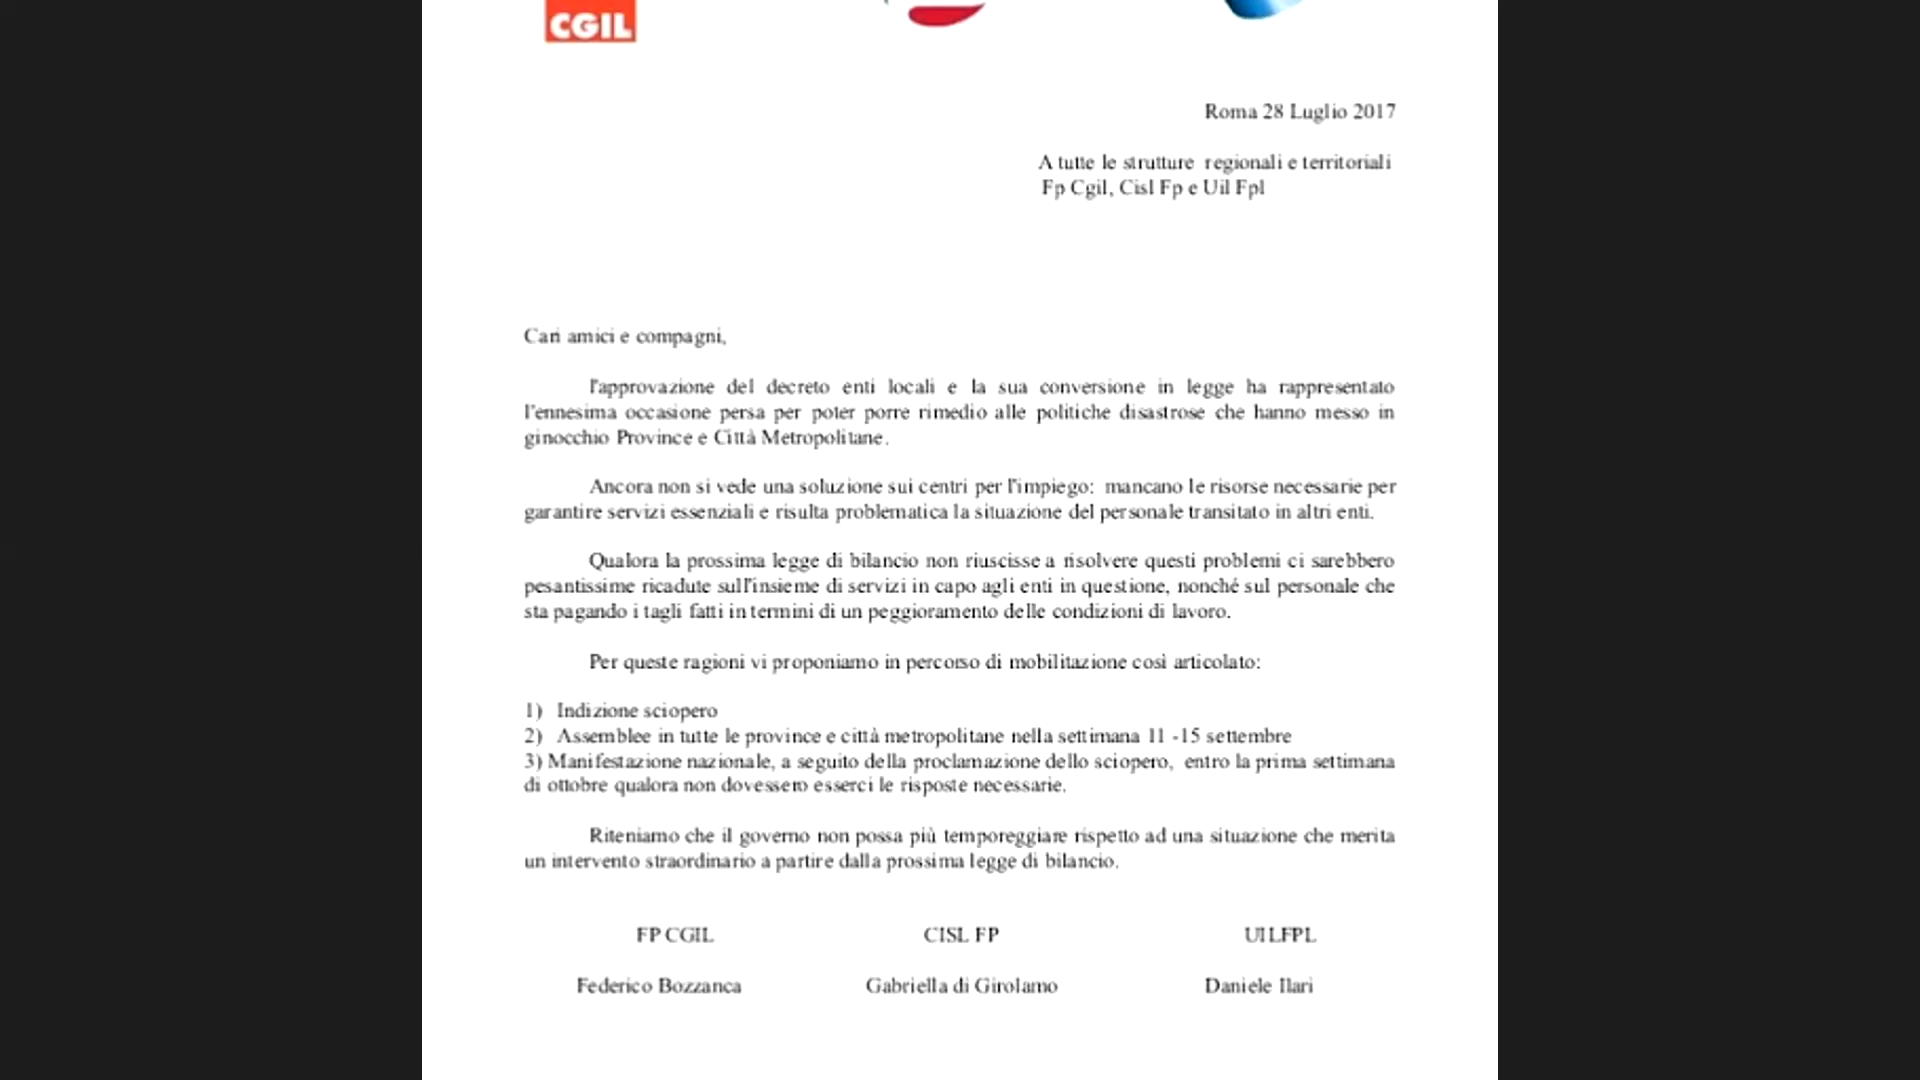 CGIL
Roma 28 Luglio 2017
A tutte le strutture regionali e territoriali
Fp Cgil, Cisl Fp e Uil Fpl
Cari amici e compagni,
l'approvazione del decreto enti locali e la sua conversione in legge ha rappresentato
l'ennesima occasione persa per poter porre rimedio alle politiche disastrose che hanno messo in
ginocchio Province e Città Metropolitane.
Ancora non si vede una soluzione sui centri per l'impiego: mancano le risorse necessarie per
garantire servizi essenziali e risulta problematica la situazione del personale transitato in altri enti.
Qualora la prossima legge di bilancio non riuscisse a risolvere questi problemi ci sarebbero
pesantissime ricadute sull'insieme di servizi in capo agli enti in questione, nonché sul personale che
sta pagando i tagli fatti in termini di un peggioramento delle condizioni di lavoro.
Per queste ragioni vi proponiamo in percorso di mobilitazione così articolato:
1) Indizione sciopero
2) Assemblee in tutte le province e città metropolitane nella settimana 11 -15 settembre
3) Manifestazione nazionale, a seguito della proclamazione dello sciopero, entro la prima settimana
di ottobre qualora non dovessero esserci le risposte necessarie.
Riteniamo che il governo non possa più temporeggiare rispetto ad una situazione che merita
un intervento straordinario a partire dalla prossima legge di bilancio.
FP CGIL CISL FP UILFPL
Federico Bozzanca Gabriella di Girolamo Daniele Ilari